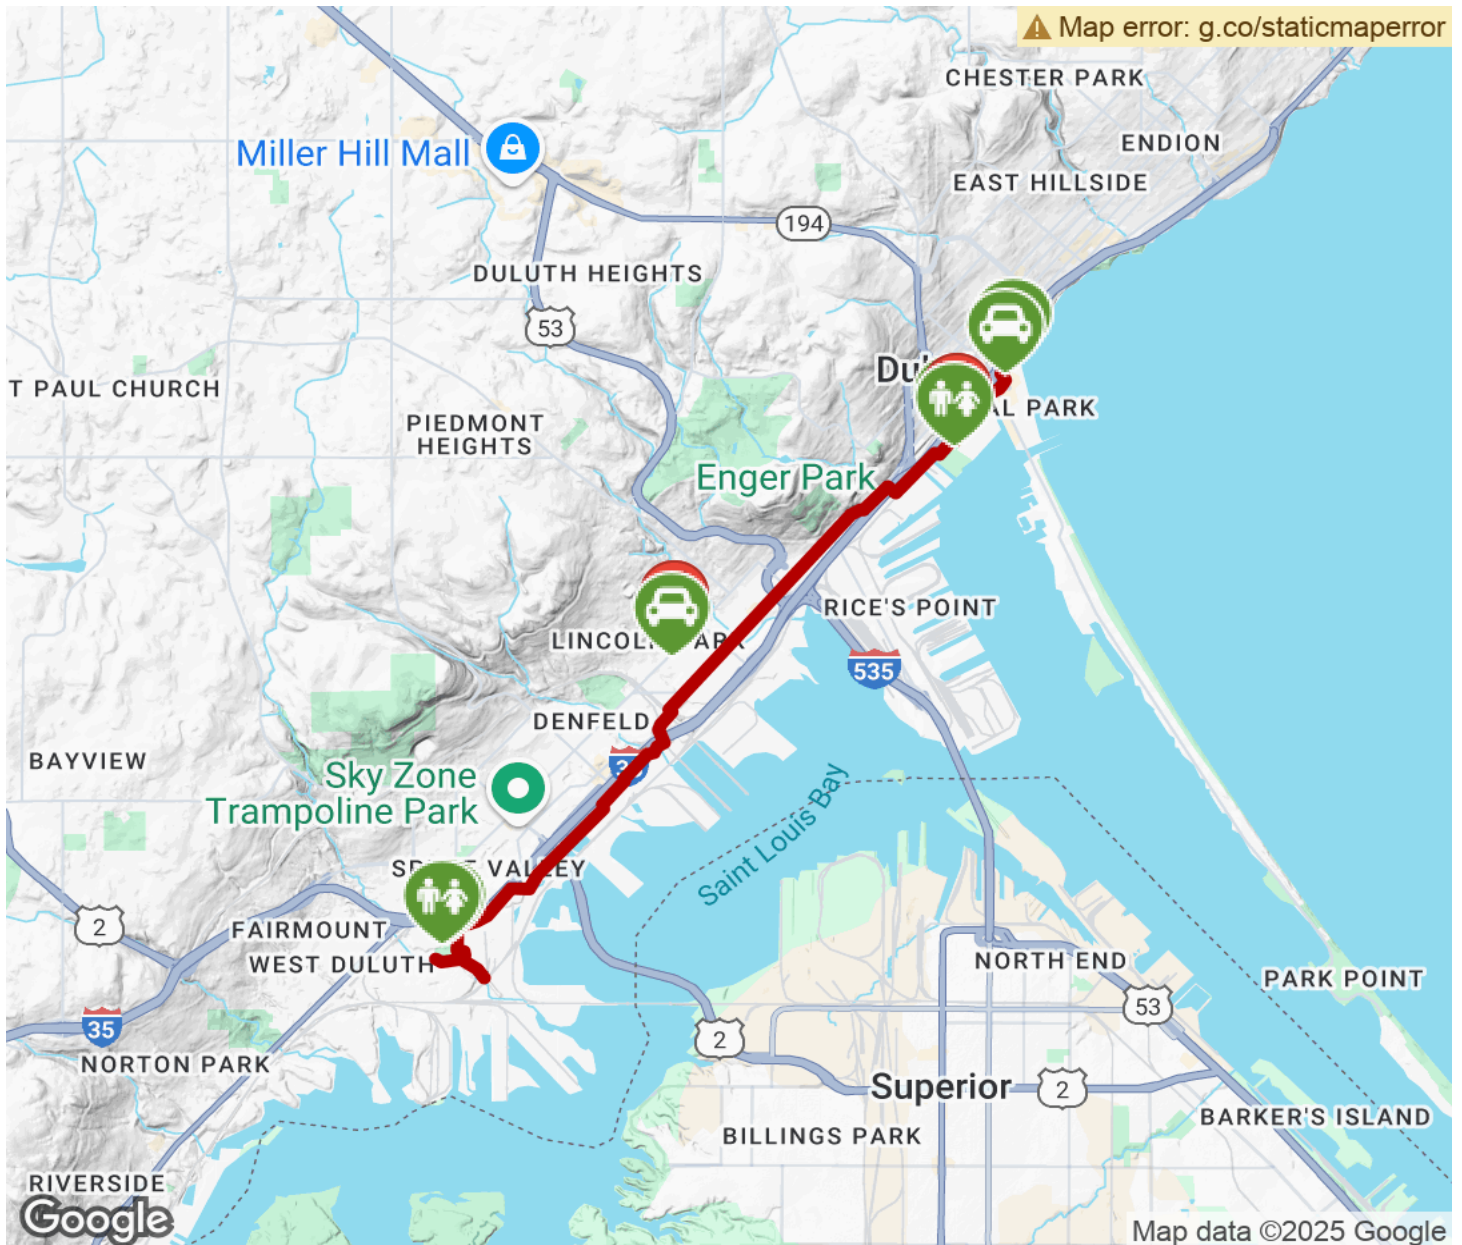 Map error: g.co/staticmaperror
CHESTER PARK
ENDION
Miller Hill Mall
EAST HILLSIDE
194
DULUTH HEIGHTS
53
T PAUL CHURCH
PIEDMONT
HEIGHTS
AL PARK
Enger Park
RICE'S POINT
535
DENFELD
BAYVIEW
Sky Zone
Trampoline Park
Saint Louis Bay
VALLEY
2
FAIRMOUNT
WEST DULUTH
NORTH END
PARK POINT
53
35
2
NORTON PARK
Superior
2
BARKER'S ISLAND
BILLINGS PARK
RIVERSIDE
Google
Map data ©2025 Google